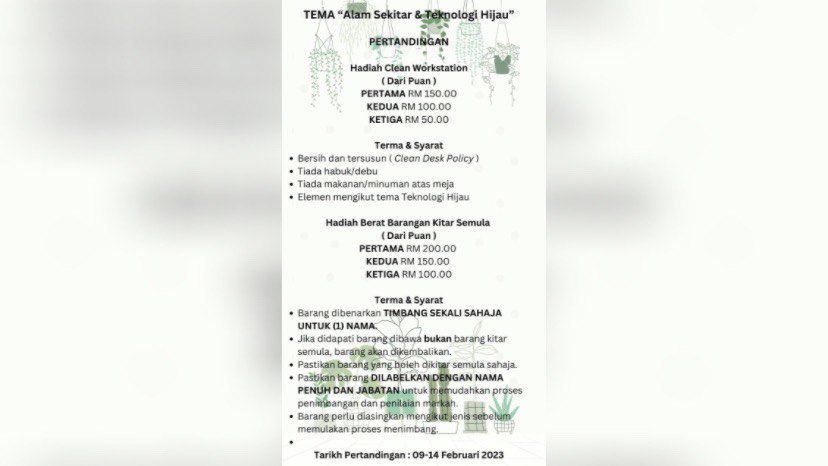 TEMA “Alam Sekitar & Teknologi Hijau”
PERTANDINGAN
Hadiah Clean Workstation
( Dari Puan )
PERTAMA RM 150.00
KEDUA RM 100.00
KETIGA RM 50.00
Terma & Syarat
• Bersih dan tersusun ( Clean Desk Policy )
• Tiada habuk/debu
• Tiada makanan/minuman atas meja
• Elemen mengikut tema Teknologi Hijau
Hadiah Berat Barangan Kitar Semula
( Dari Puan )
PERTAMA RM 200.00
KEDUA RM 150.00
KETIGA RM 100.00
Terma & Syarat
• Barang dibenarkan TIMBANG SEKALI SAHAJA
UNTUK (1) NAMA.
• Jika didapati barang dibawa bukan barang kitar
semula, barang akan dikembalikan.
• Pastikan barang yang boleh dikitar semula sahaja.
• Pastikan barang DILABELKAN DENGAN NAMA
PENUH DAN JABATAN untuk memudahkan proses
penimbangan dan penilaian markah.
• Barang perlu diasingkan mengikut jenis sebelum
memulakan proses menimbang.
•
Tarikh Pertandingan : 09-14 Februari 2023